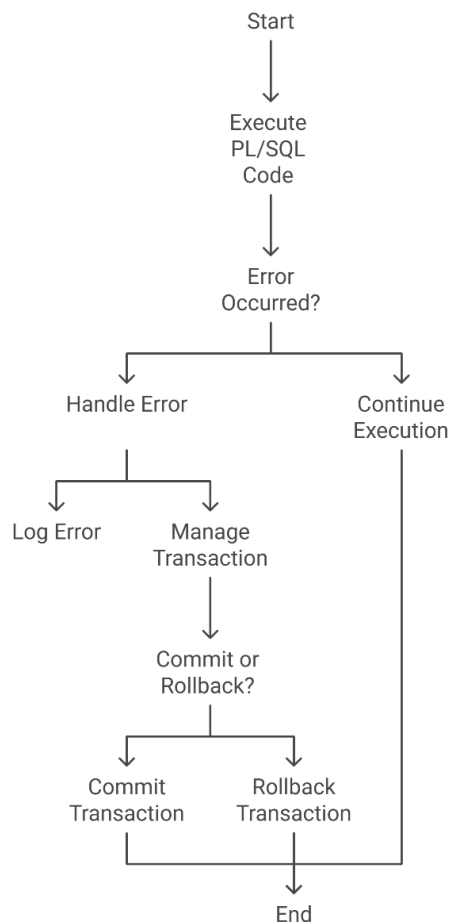 Start
Execute
PL/SQL
Code
Error
Occurred?
Handle Error
Continue
Execution
Log Error
Manage
Transaction
Commit or
Rollback?
Commit
Transaction
Rollback
Transaction
End